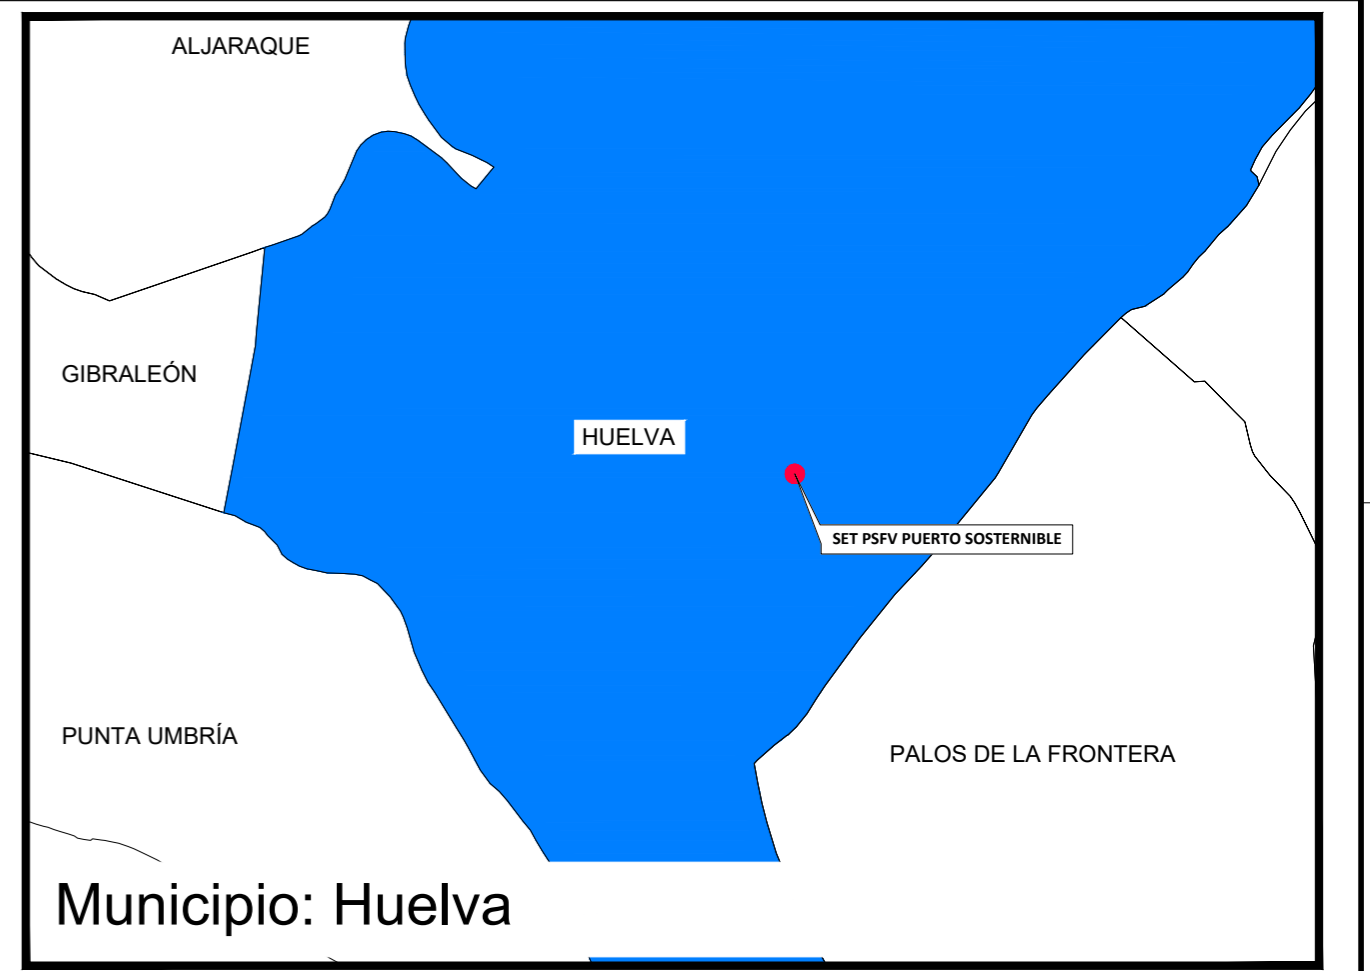 ALJARAQUE
GIBRALEÓN
HUELVA
SET PSFV PUERTO SOSTERNIBLE
PUNTA UMBRÍA
PALOS DE LA FRONTERA
Municipio: Huelva